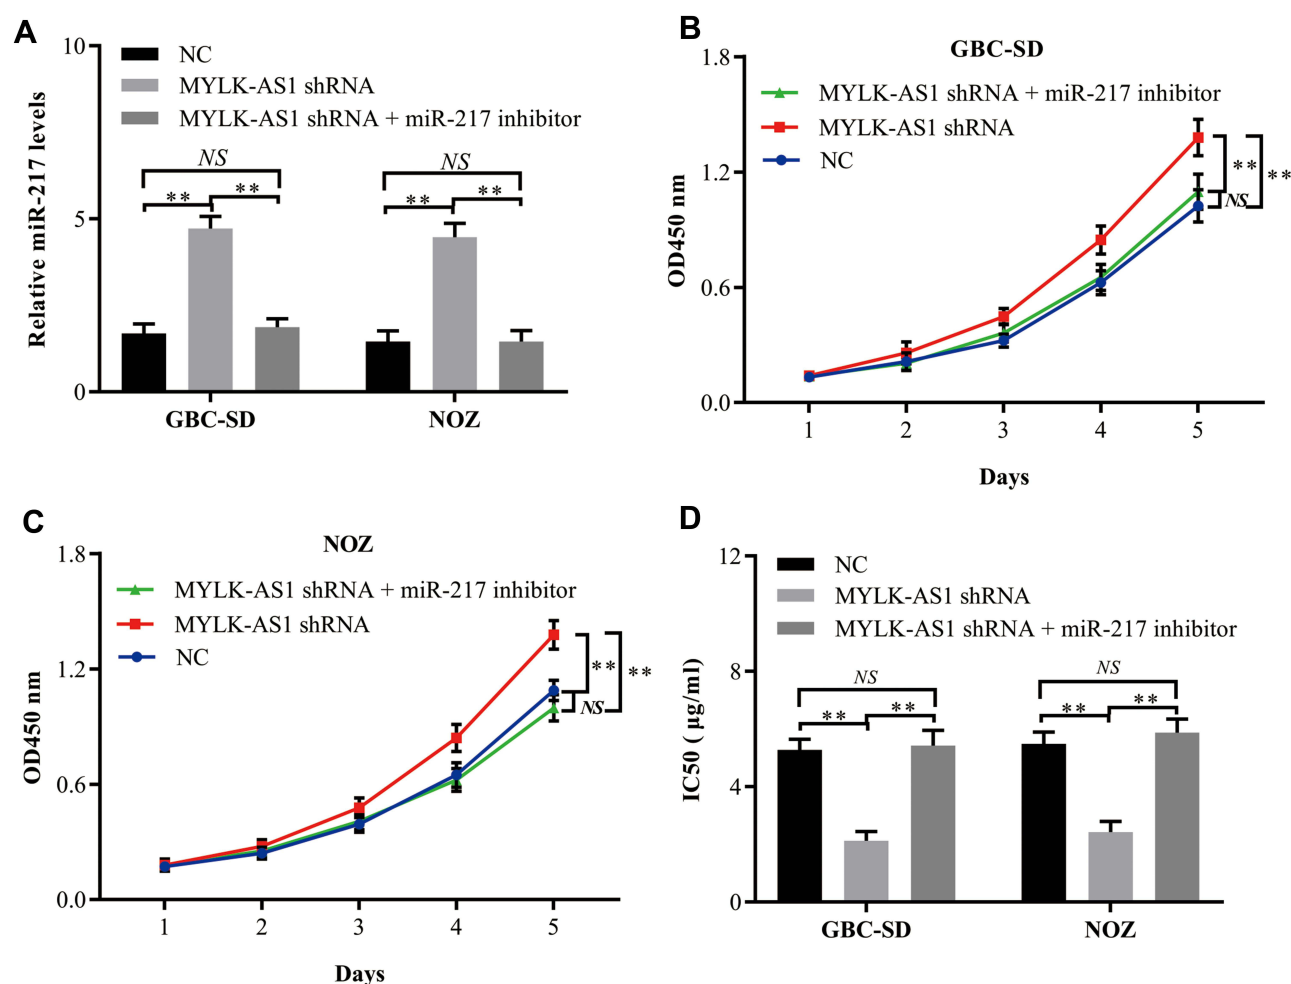 A
10
5
0
Relative miR-217 levels
NC
MYLK-AS1 shRNA
MYLK-AS1 shRNA + miR-217 inhibitor
NS
**
**
NS
**
**
GBC-SD
NOZ
B
GBC-SD
1.8
1.2
0.6
0.0
OD450 nm
MYLK-AS1 shRNA + miR-217 inhibitor
MYLK-AS1 shRNA
NC
**
**
NS
1 2 3 4 5
Days
C
NOZ
1.8
1.2
0.6
0.0
OD450 nm
MYLK-AS1 shRNA + miR-217 inhibitor
MYLK-AS1 shRNA
NC
**
**
NS
1 2 3 4 5
Days
D
12
8
4
0
IC50 ( µg/ml)
NC
MYLK-AS1 shRNA
MYLK-AS1 shRNA + miR-217 inhibitor
NS
**
**
NS
**
**
GBC-SD
NOZ